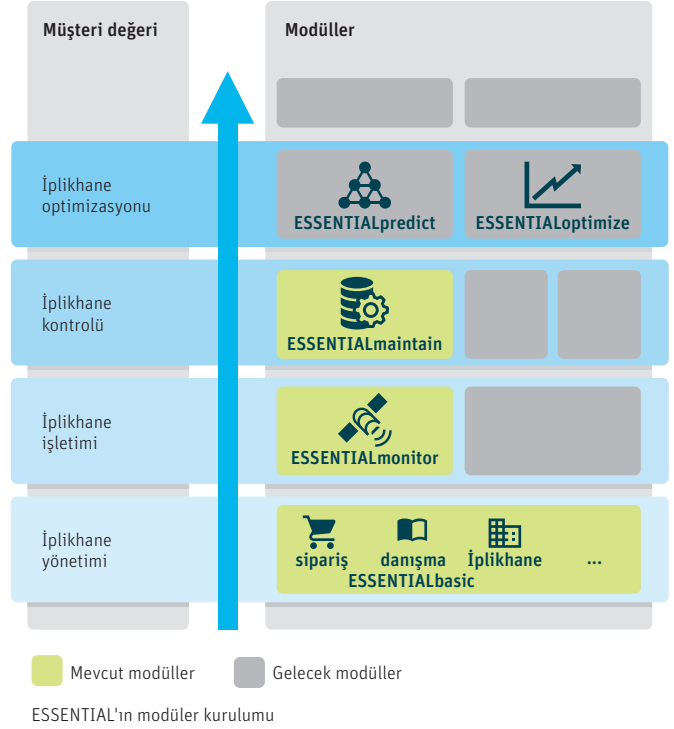 Müşteri değeri
Modüller
İplikhane
optimizasyonu
ESSENTIALpredict
ESSENTIALoptimize
İplikhane
kontrolü
ESSENTIALmaintain
İplikhane
işletimi
ESSENTIALmonitor
İplikhane
yönetimi
sipariş danışma İplikhane ...
ESSENTIALbasic
Mevcut modüller
Gelecek modüller
ESSENTIAL'ın modüler kurulumu